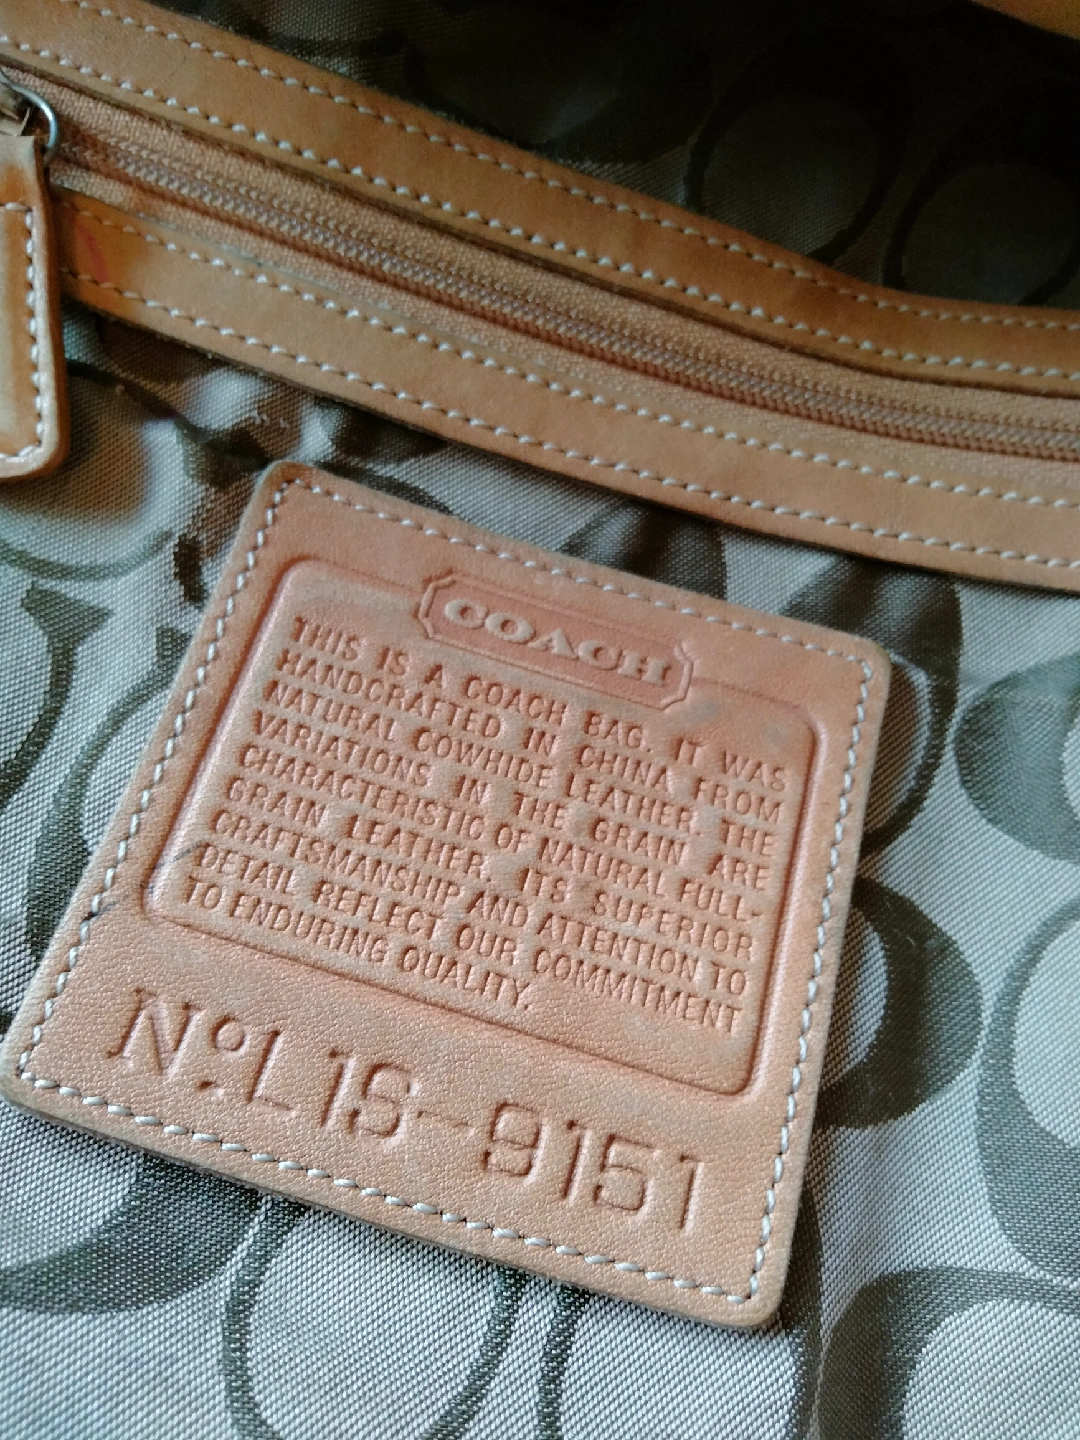 COACH
THIS IS A COACH BAG. IT WAS
HANDCRAFTED IN CHINA FROM
NATURAL COWHIDE LEATHER. THE
VARIATIONS IN THE GRAIN ARE
CHARACTERISTIC OF NATURAL FULL-
GRAIN LEATHER. ITS SUPERIOR
CRAFTSMANSHIP AND ATTENTION TO
DETAIL REFLECT OUR COMMITMENT
TO ENDURING QUALITY.
Nº L1S-9151